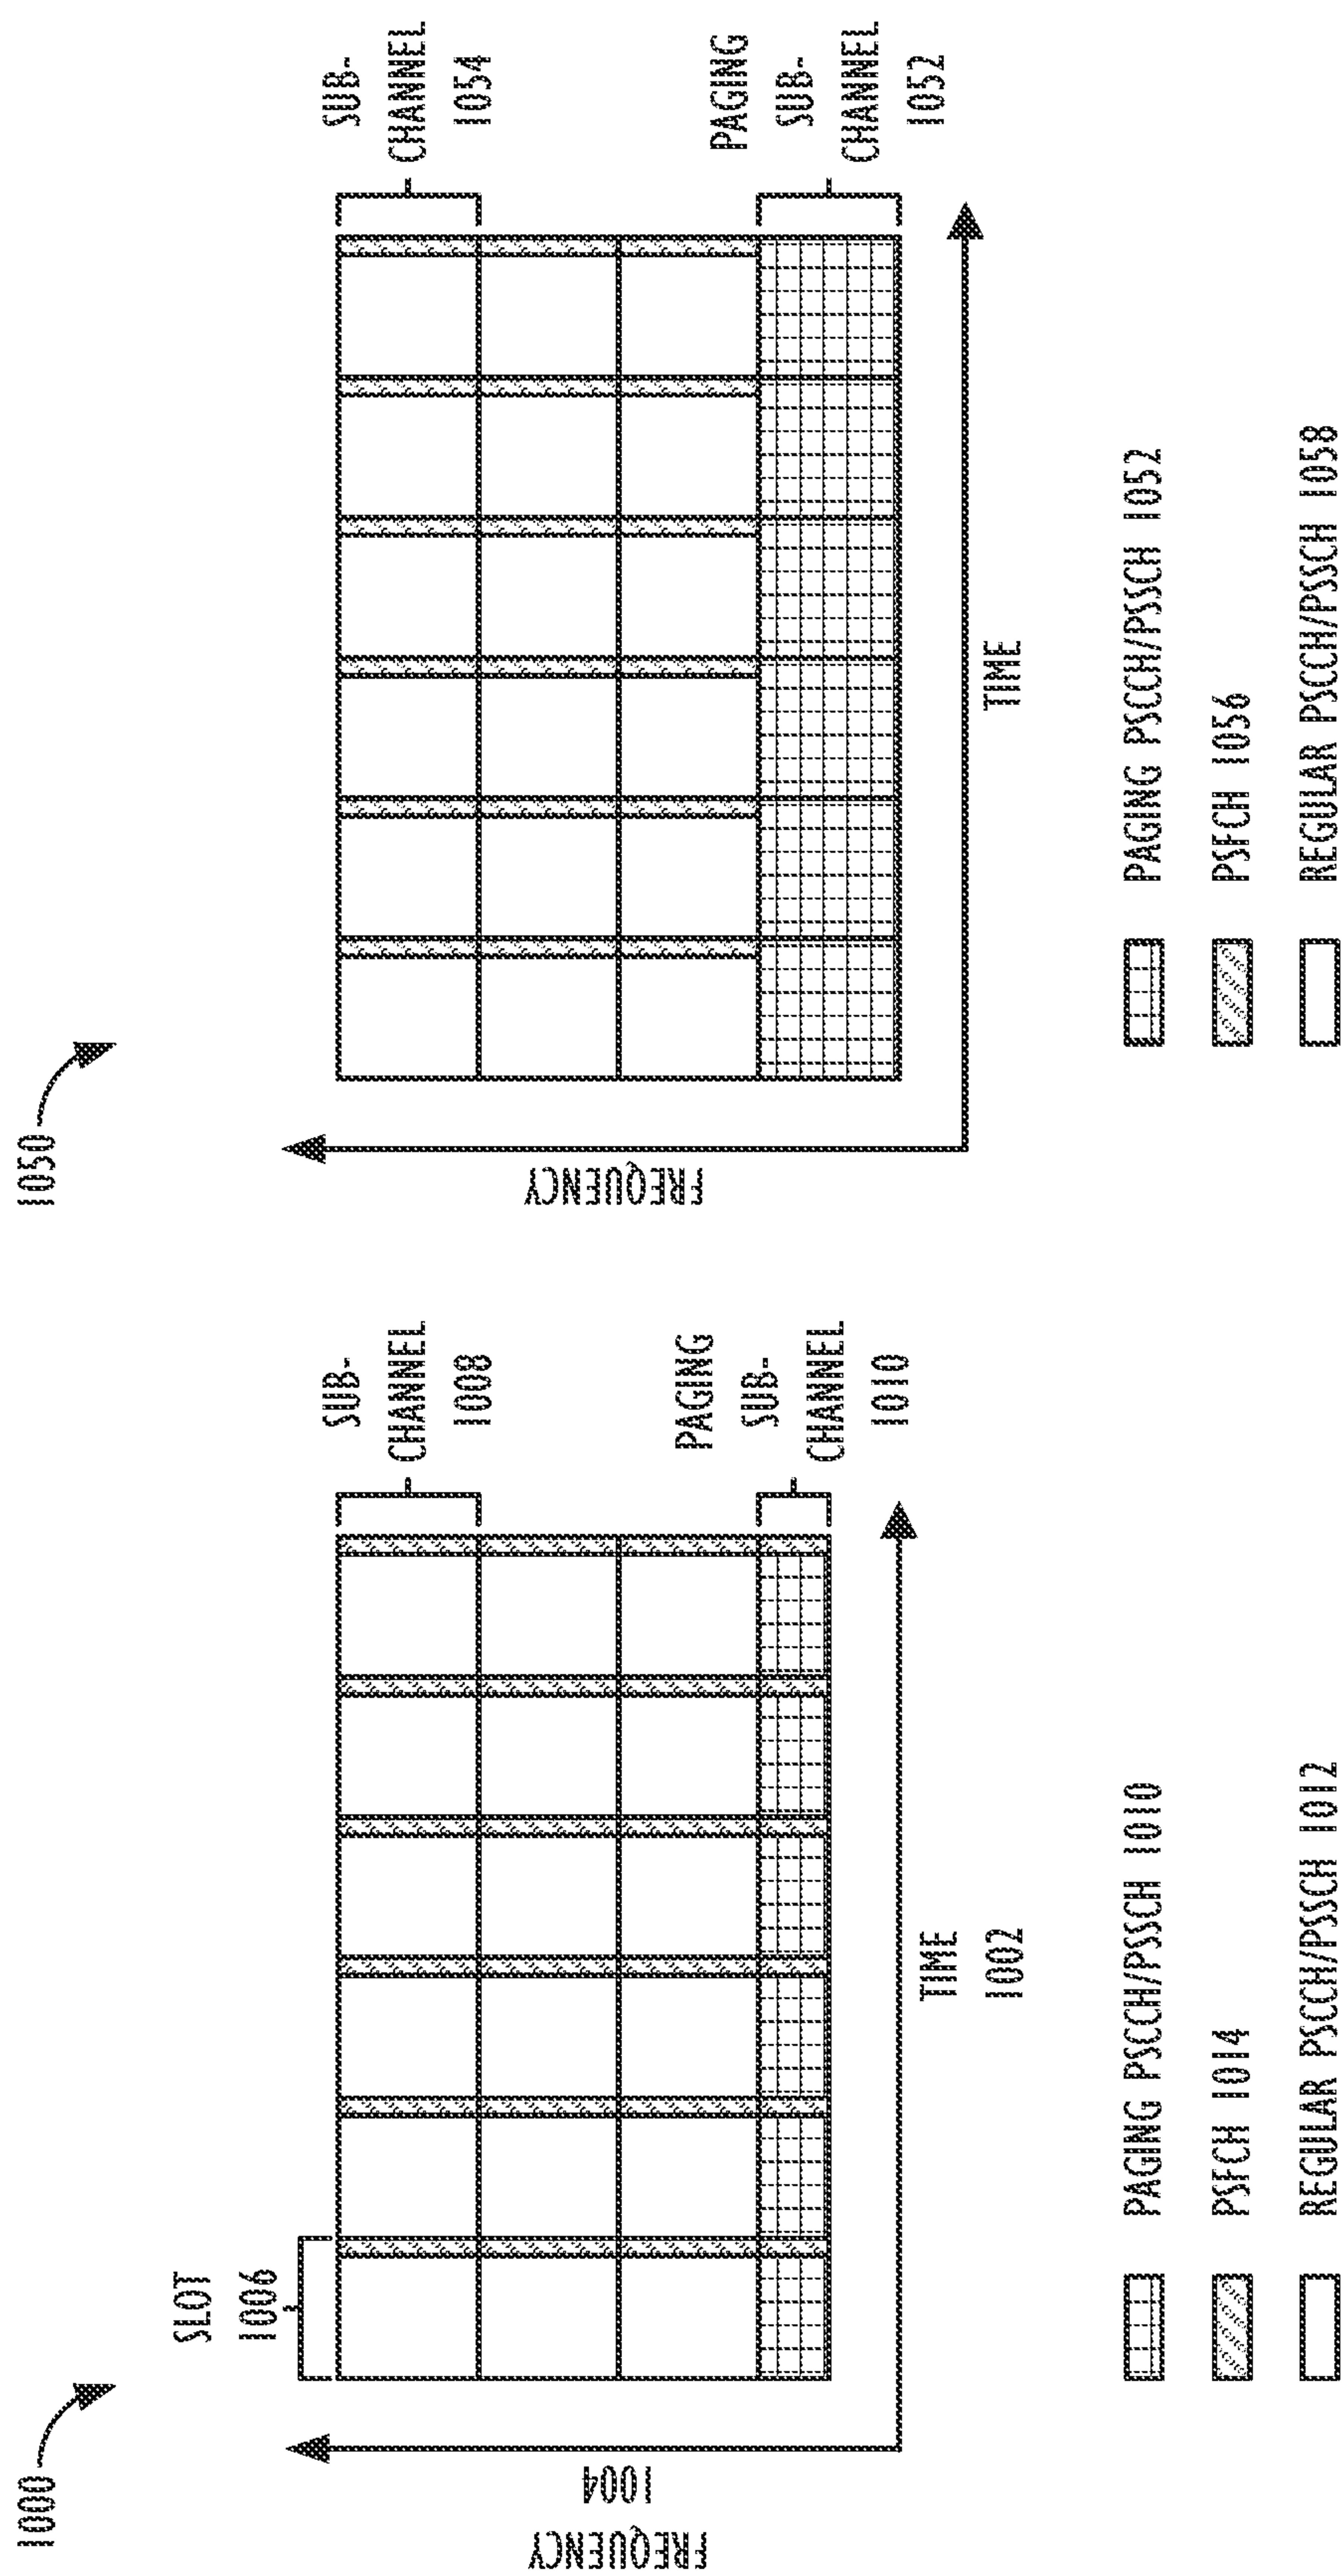 1000
SLOT
1006
FREQUENCY
1004
SUB-
CHANNEL
1008
PAGING
SUB-
CHANNEL
1010
TIME
1002
PAGING PSCCH/PSSCH 1010
PSFCH 1014
REGULAR PSCCH/PSSCH 1012
1050
FREQUENCY
SUB-
CHANNEL
1054
PAGING
SUB-
CHANNEL
1052
TIME
PAGING PSCCH/PSSCH 1052
PSFCH 1056
REGULAR PSCCH/PSSCH 1058